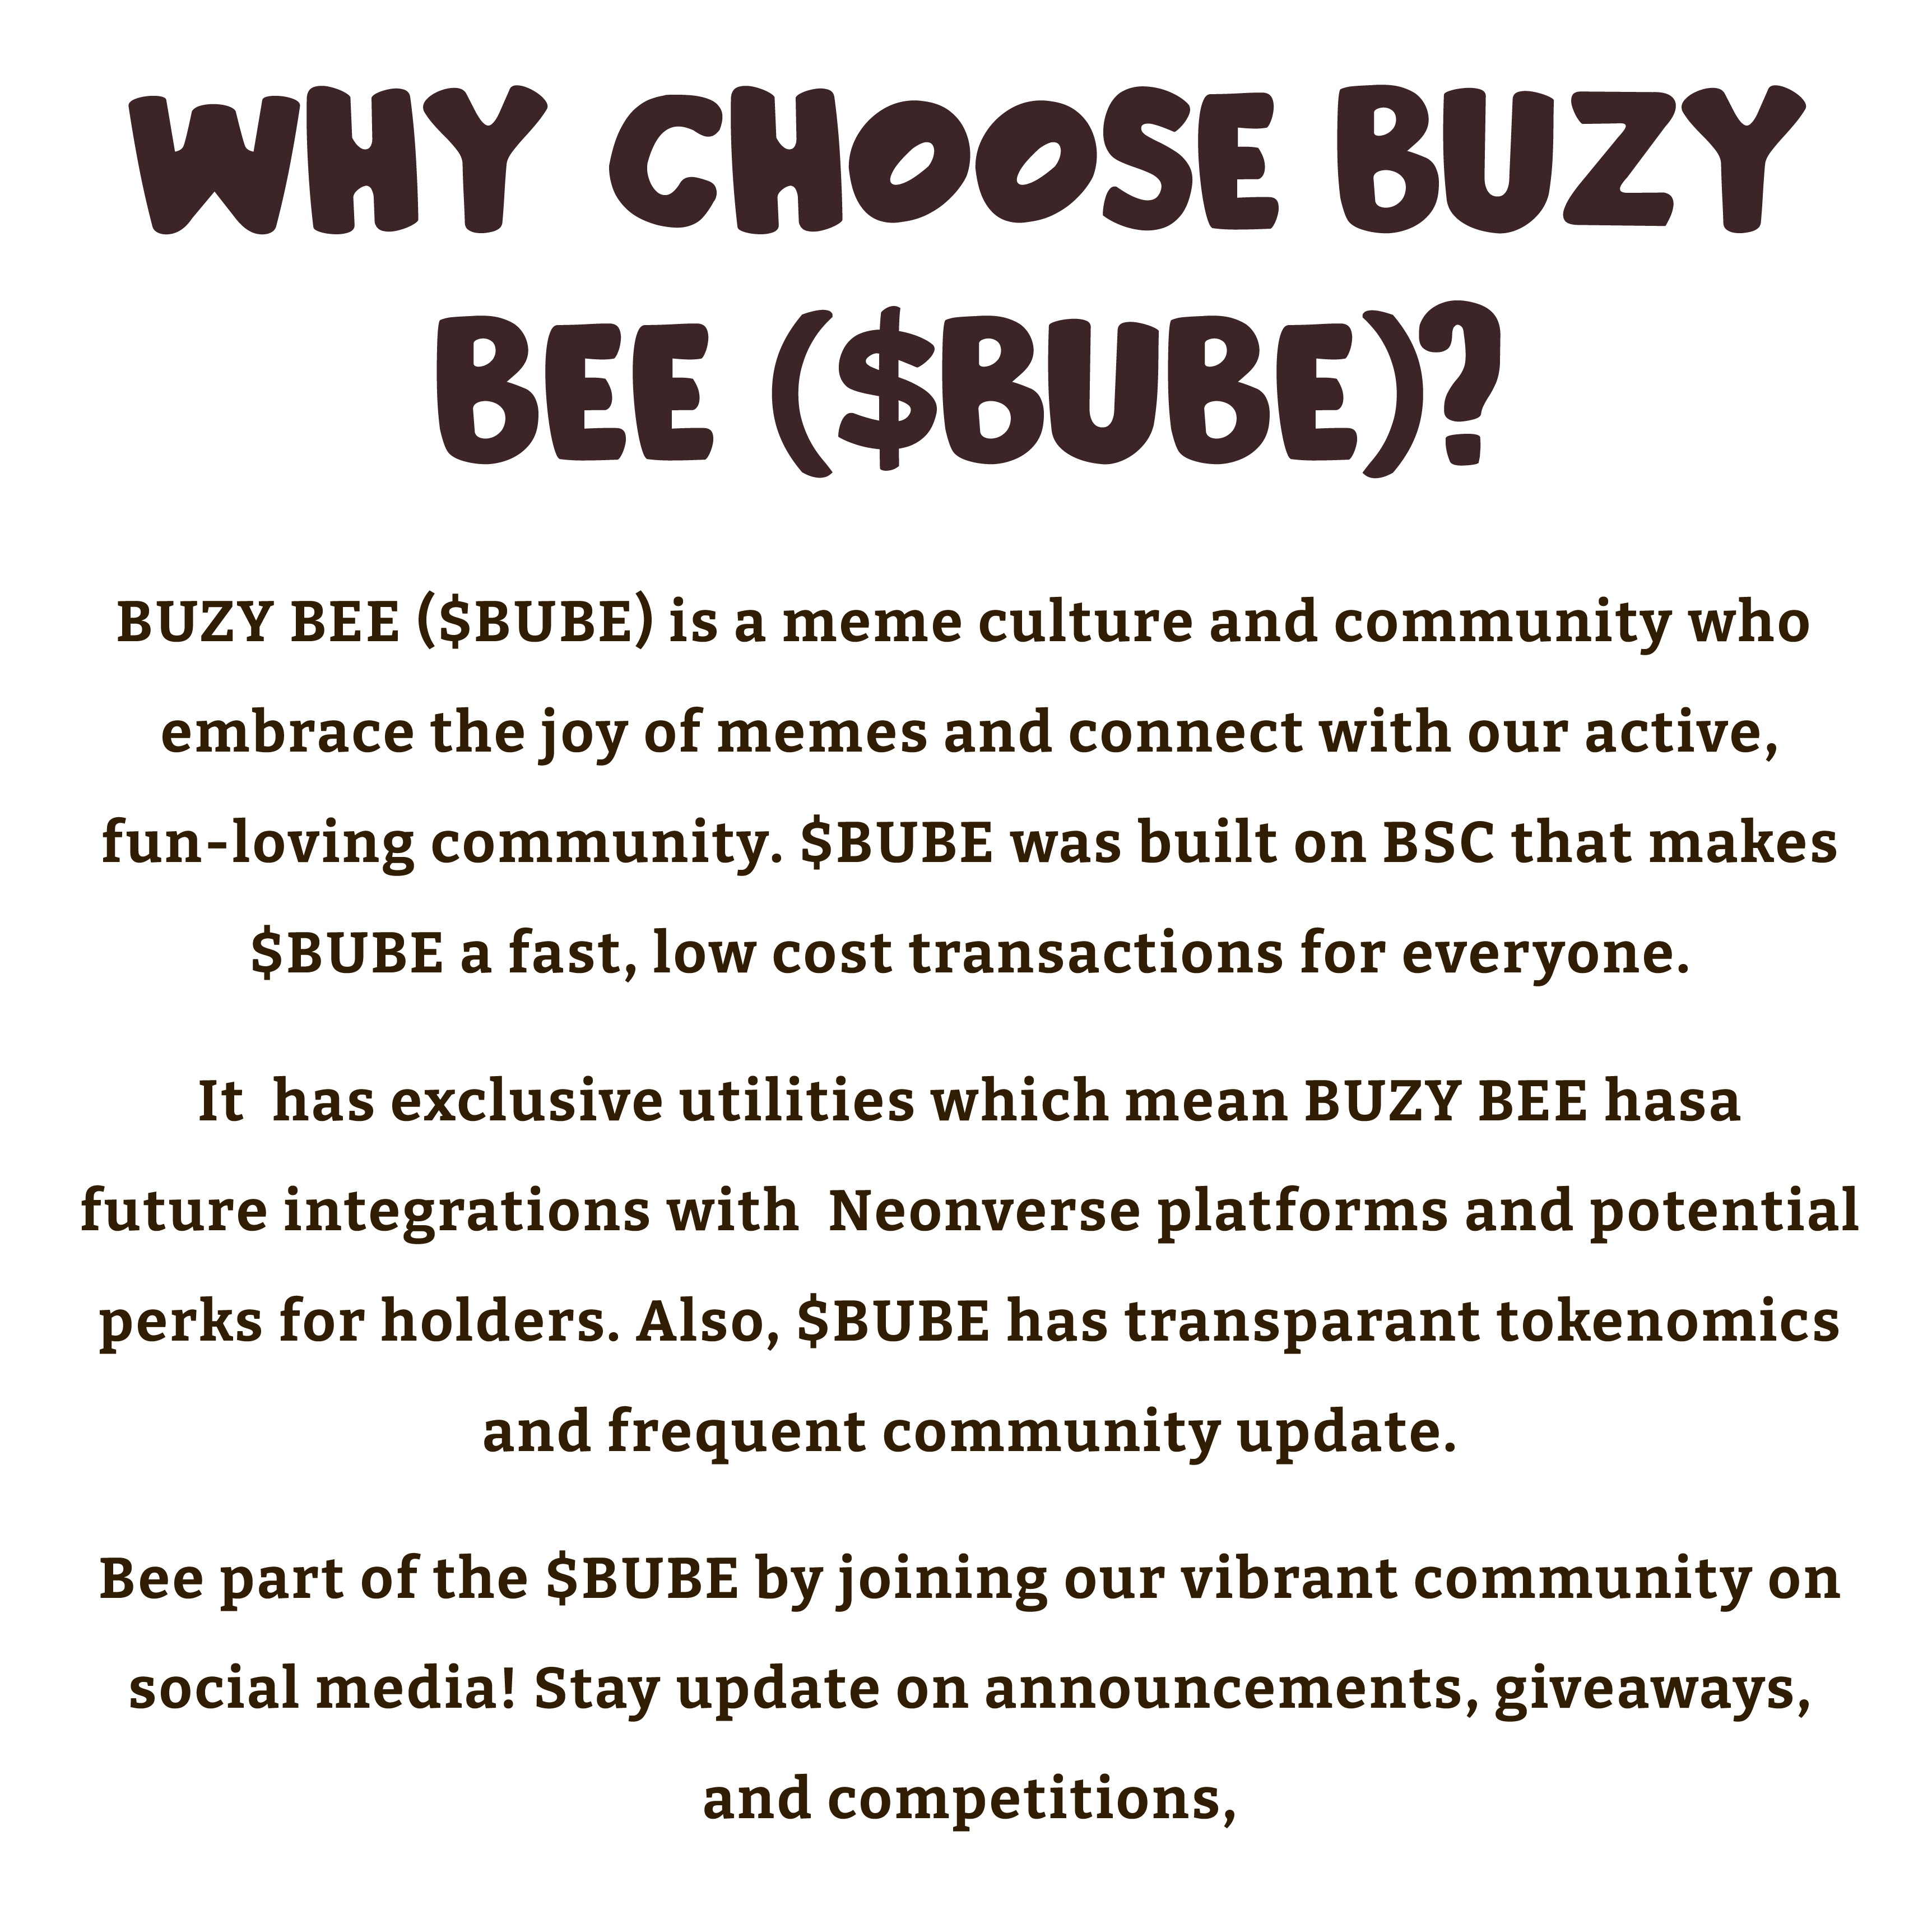 WHY CHOOSE BUZY
BEE ($BUBE)?
BUZY BEE ($BUBE) is a meme culture and community who
embrace the joy of memes and connect with our active,
fun-loving community. $BUBE was built on BSC that makes
$BUBE a fast, low cost transactions for everyone.
It  has exclusive utilities which mean BUZY BEE hasa
future integrations with  Neonverse platforms and potential
perks for holders. Also, $BUBE has transparant tokenomics
and frequent community update.
Bee part of the $BUBE by joining our vibrant community on
social media! Stay update on announcements, giveaways,
and competitions,